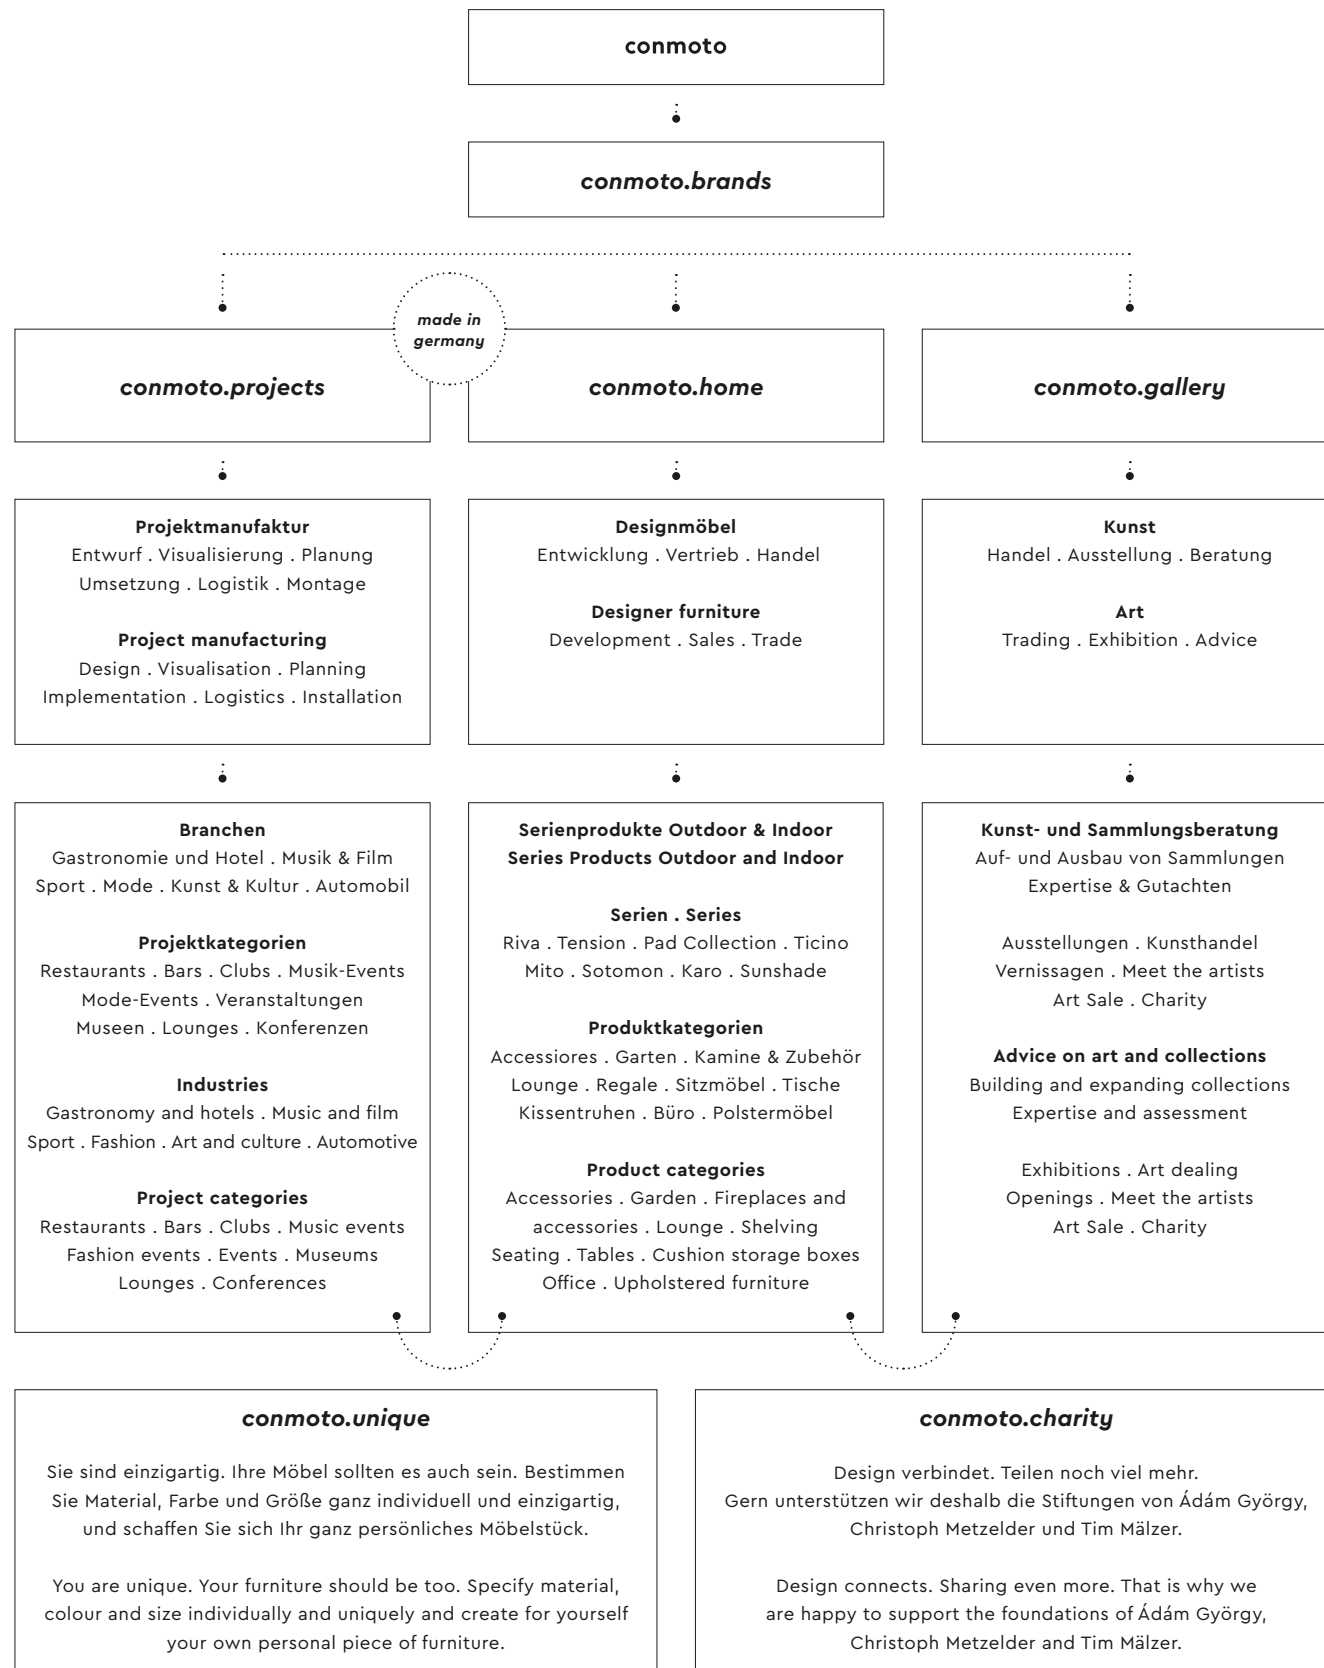 conmoto
conmoto.brands
made in
germany
conmoto.projects
conmoto.home
conmoto.gallery
Projektmanufaktur
Entwurf . Visualisierung . Planung
Umsetzung . Logistik . Montage
Project manufacturing
Design . Visualisation . Planning
Implementation . Logistics . Installation
Designmöbel
Entwicklung . Vertrieb . Handel
Designer furniture
Development . Sales . Trade
Kunst
Handel . Ausstellung . Beratung
Art
Trading . Exhibition . Advice
Branchen
Gastronomie und Hotel . Musik & Film
Sport . Mode . Kunst & Kultur . Automobil
Projektkategorien
Restaurants . Bars . Clubs . Musik-Events
Mode-Events . Veranstaltungen
Museen . Lounges . Konferenzen
Industries
Gastronomy and hotels . Music and film
Sport . Fashion . Art and culture . Automotive
Project categories
Restaurants . Bars . Clubs . Music events
Fashion events . Events . Museums
Lounges . Conferences
Serienprodukte Outdoor & Indoor
Series Products Outdoor and Indoor
Serien . Series
Riva . Tension . Pad Collection . Ticino
Mito . Sotomon . Karo . Sunshade
Produktkategorien
Accessiores . Garten . Kamine & Zubehör
Lounge . Regale . Sitzmöbel . Tische
Kissentruhen . Büro . Polstermöbel
Product categories
Accessories . Garden . Fireplaces and
accessories . Lounge . Shelving
Seating . Tables . Cushion storage boxes
Office . Upholstered furniture
Kunst- und Sammlungsberatung
Auf- und Ausbau von Sammlungen
Expertise & Gutachten
Ausstellungen . Kunsthandel
Vernissagen . Meet the artists
Art Sale . Charity
Advice on art and collections
Building and expanding collections
Expertise and assessment
Exhibitions . Art dealing
Openings . Meet the artists
Art Sale . Charity
conmoto.unique
Sie sind einzigartig. Ihre Möbel sollten es auch sein. Bestimmen
Sie Material, Farbe und Größe ganz individuell und einzigartig,
und schaffen Sie sich Ihr ganz persönliches Möbelstück.
You are unique. Your furniture should be too. Specify material,
colour and size individually and uniquely and create for yourself
your own personal piece of furniture.
conmoto.charity
Design verbindet. Teilen noch viel mehr.
Gern unterstützen wir deshalb die Stiftungen von Ádám György,
Christoph Metzelder und Tim Mälzer.
Design connects. Sharing even more. That is why we
are happy to support the foundations of Ádám György,
Christoph Metzelder and Tim Mälzer.